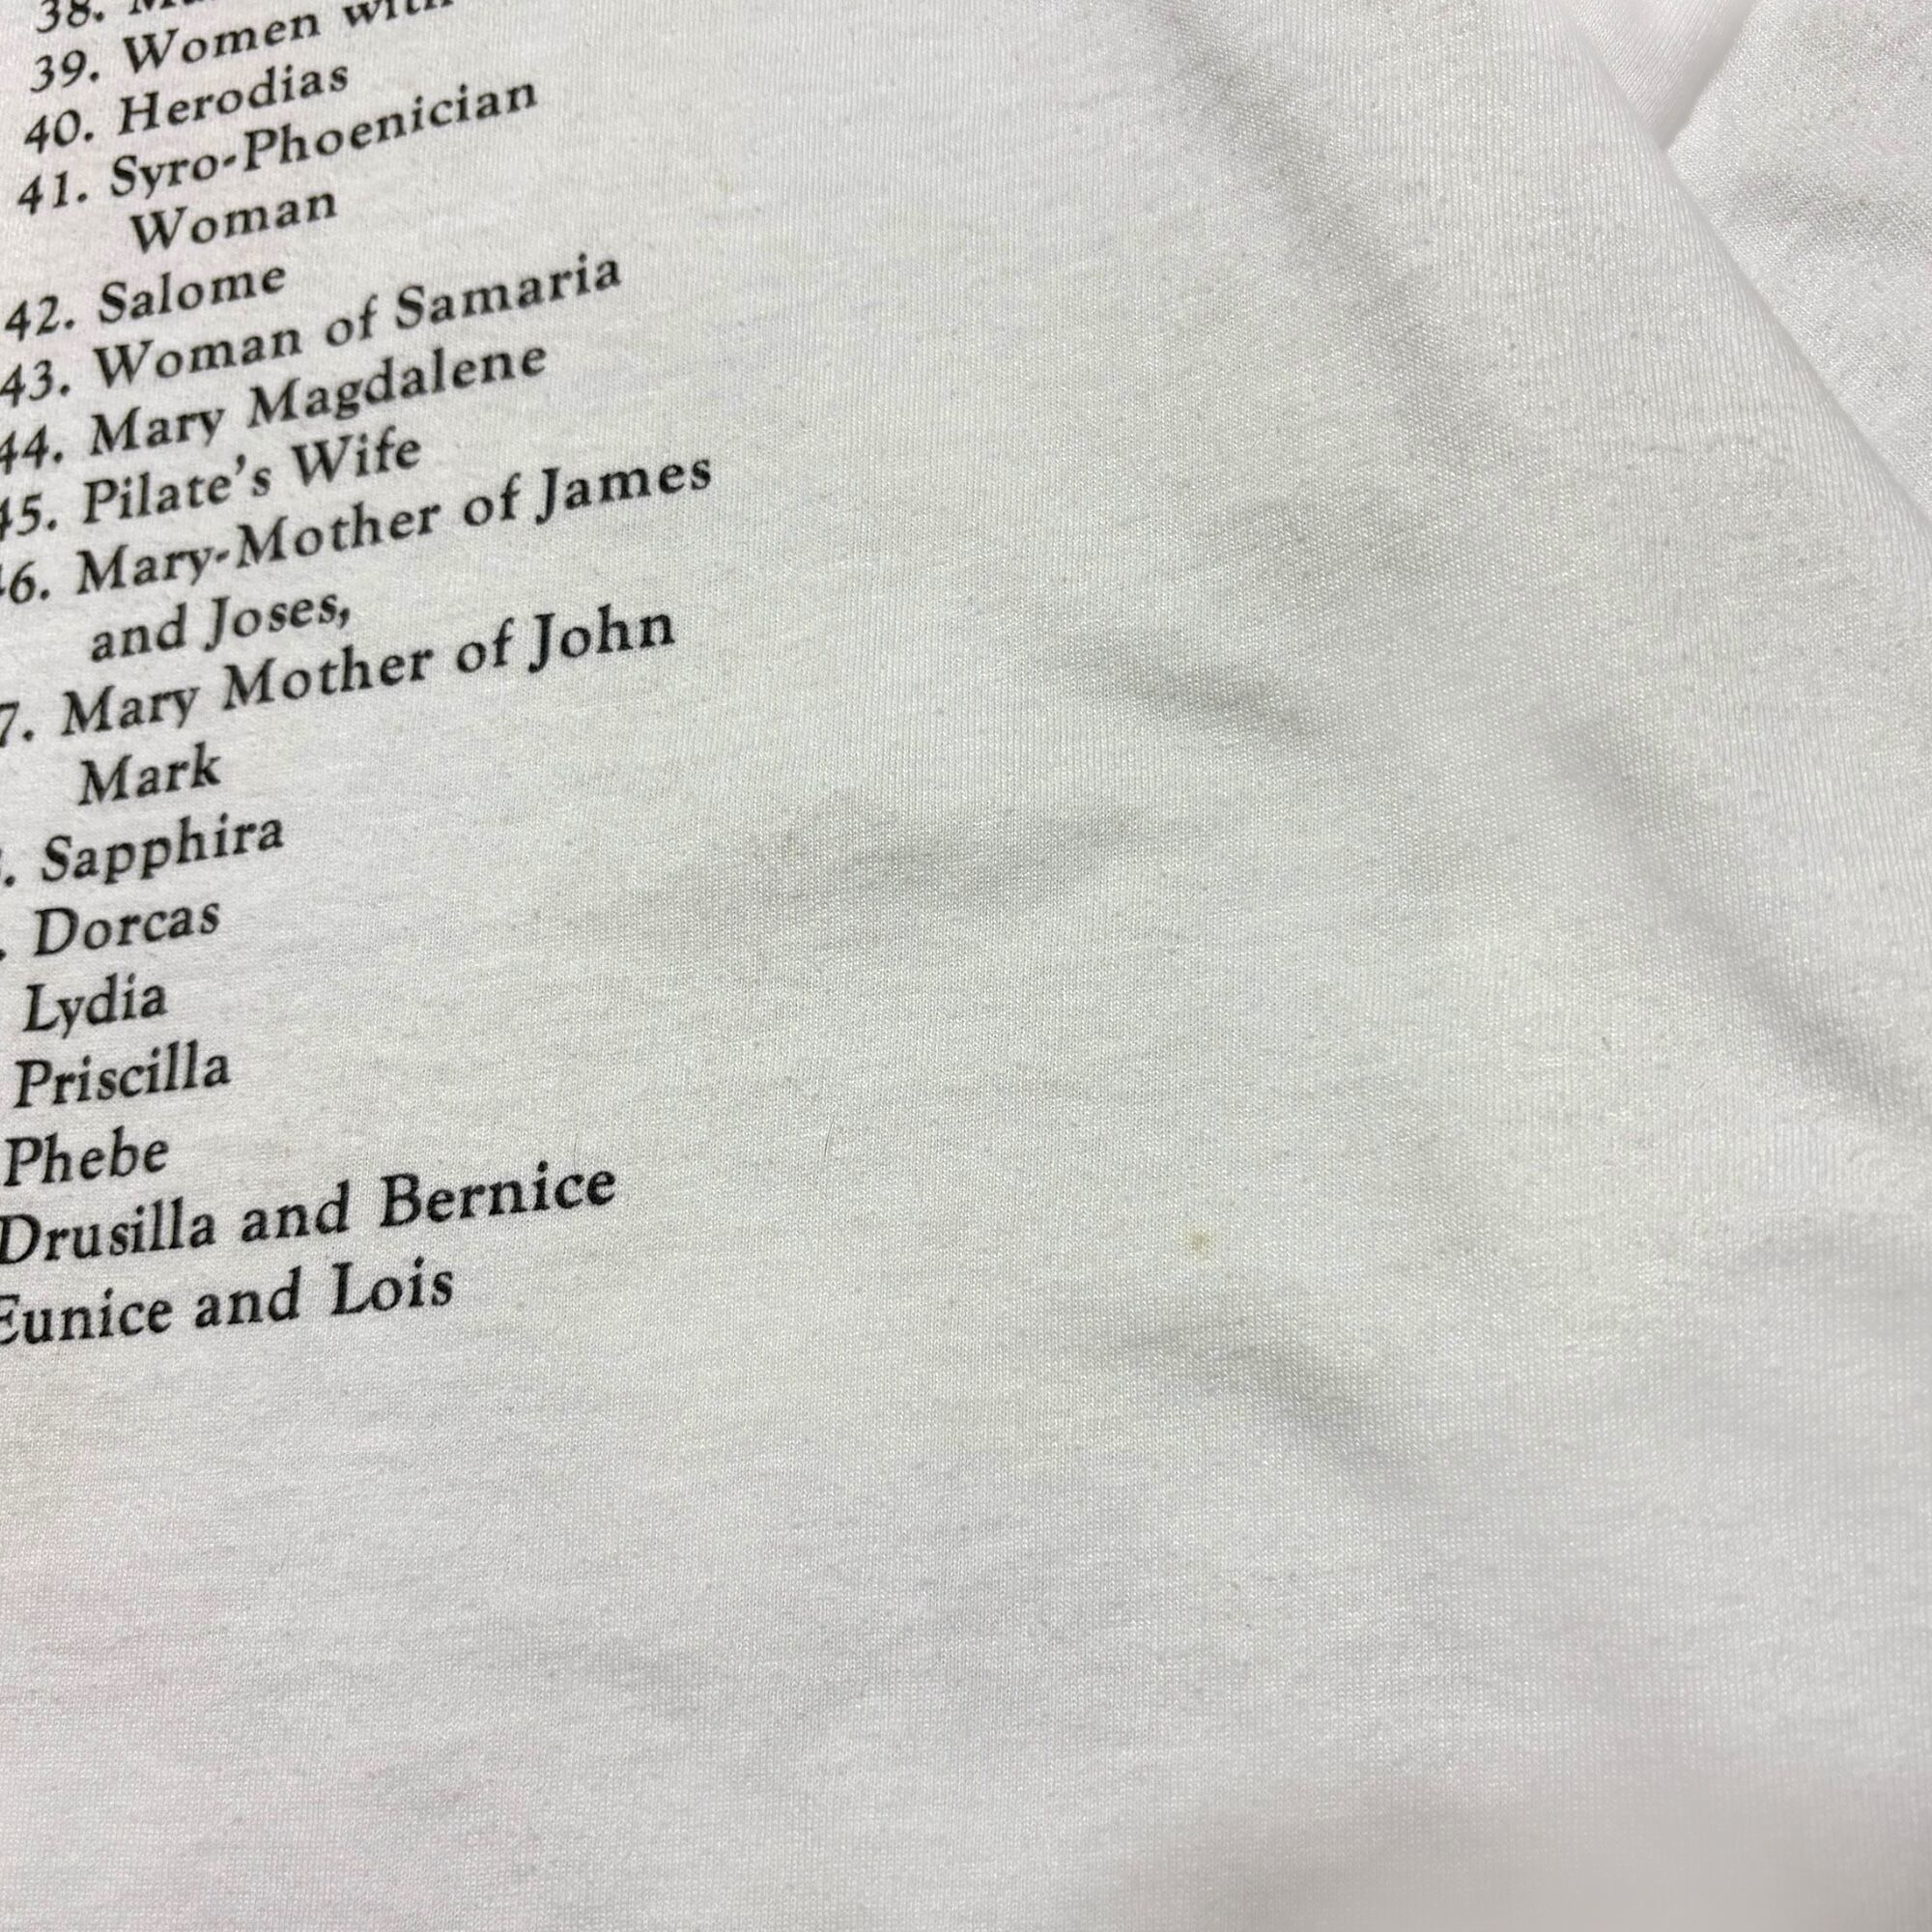 38.
39. Women with
40. Herodias
41. Syro-Phoenician
Woman
42. Salome
43. Woman of Samaria
44. Mary Magdalene
45. Pilate's Wife
6. Mary-Mother of James
and Joses,
7. Mary Mother of John
Mark
. Sapphira
. Dorcas
Lydia
Priscilla
Phebe
Drusilla and Bernice
Eunice and Lois